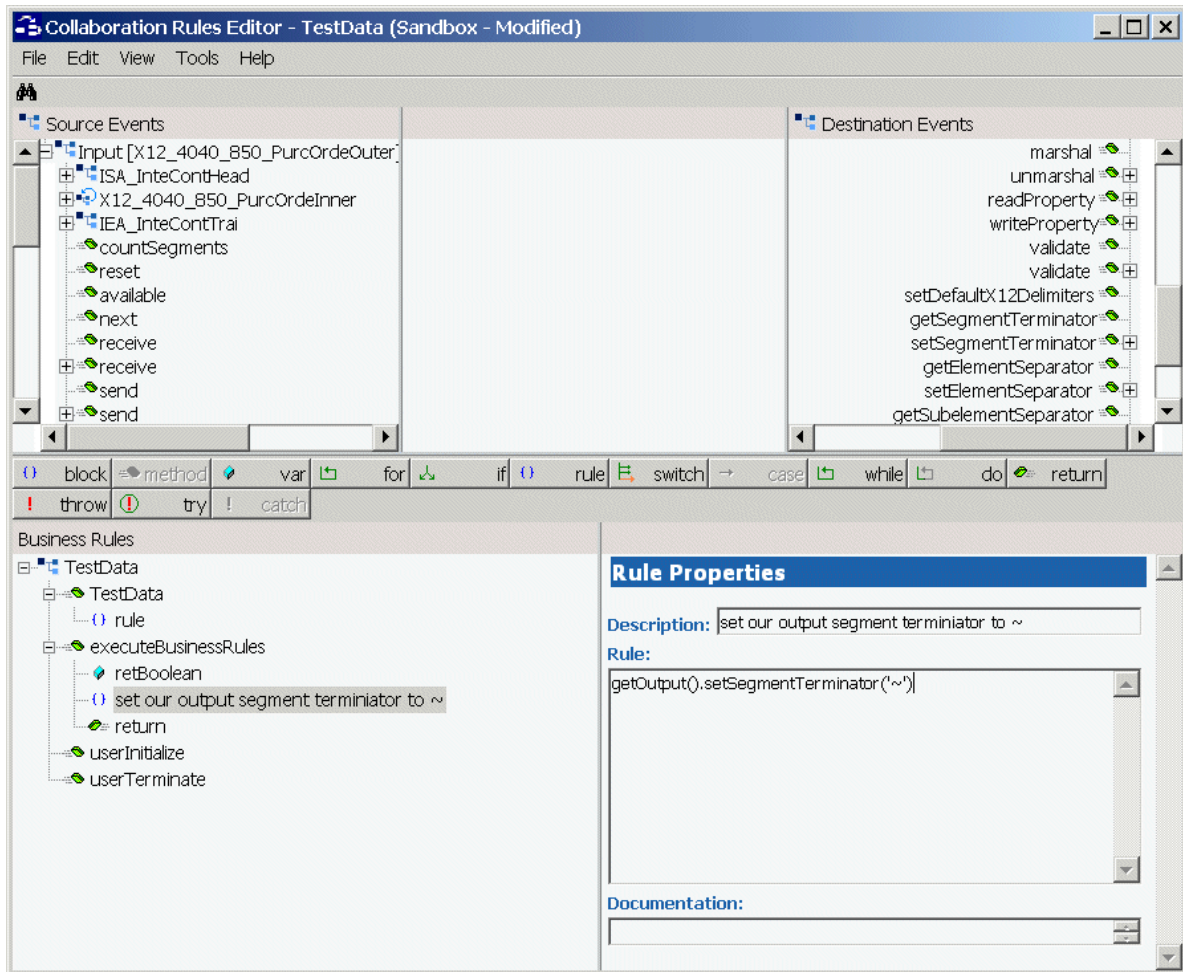 Collaboration Rules Editor - TestData (Sandbox - Modified)
File Edit View Tools Help
Source Events
Input [X12_4040_850_PurcOrdeOuter]
ISA_InteContHead
X12_4040_850_PurcOrdeInner
IEA_InteContTrai
countSegments
reset
available
next
receive
receive
send
send
Destination Events
marshal
unmarshal
readProperty
writeProperty
validate
validate
setDefaultX12Delimiters
getSegmentTerminator
setSegmentTerminator
getElementSeparator
setElementSeparator
getSubelementSeparator
block method var for if rule switch case while do return
throw try catch
Business Rules
TestData
TestData
rule
executeBusinessRules
retBoolean
set our output segment terminiator to ~
return
userInitialize
userTerminate
Rule Properties
Description: set our output segment terminiator to ~
Rule:
getOutput().setSegmentTerminator('~')
Documentation: